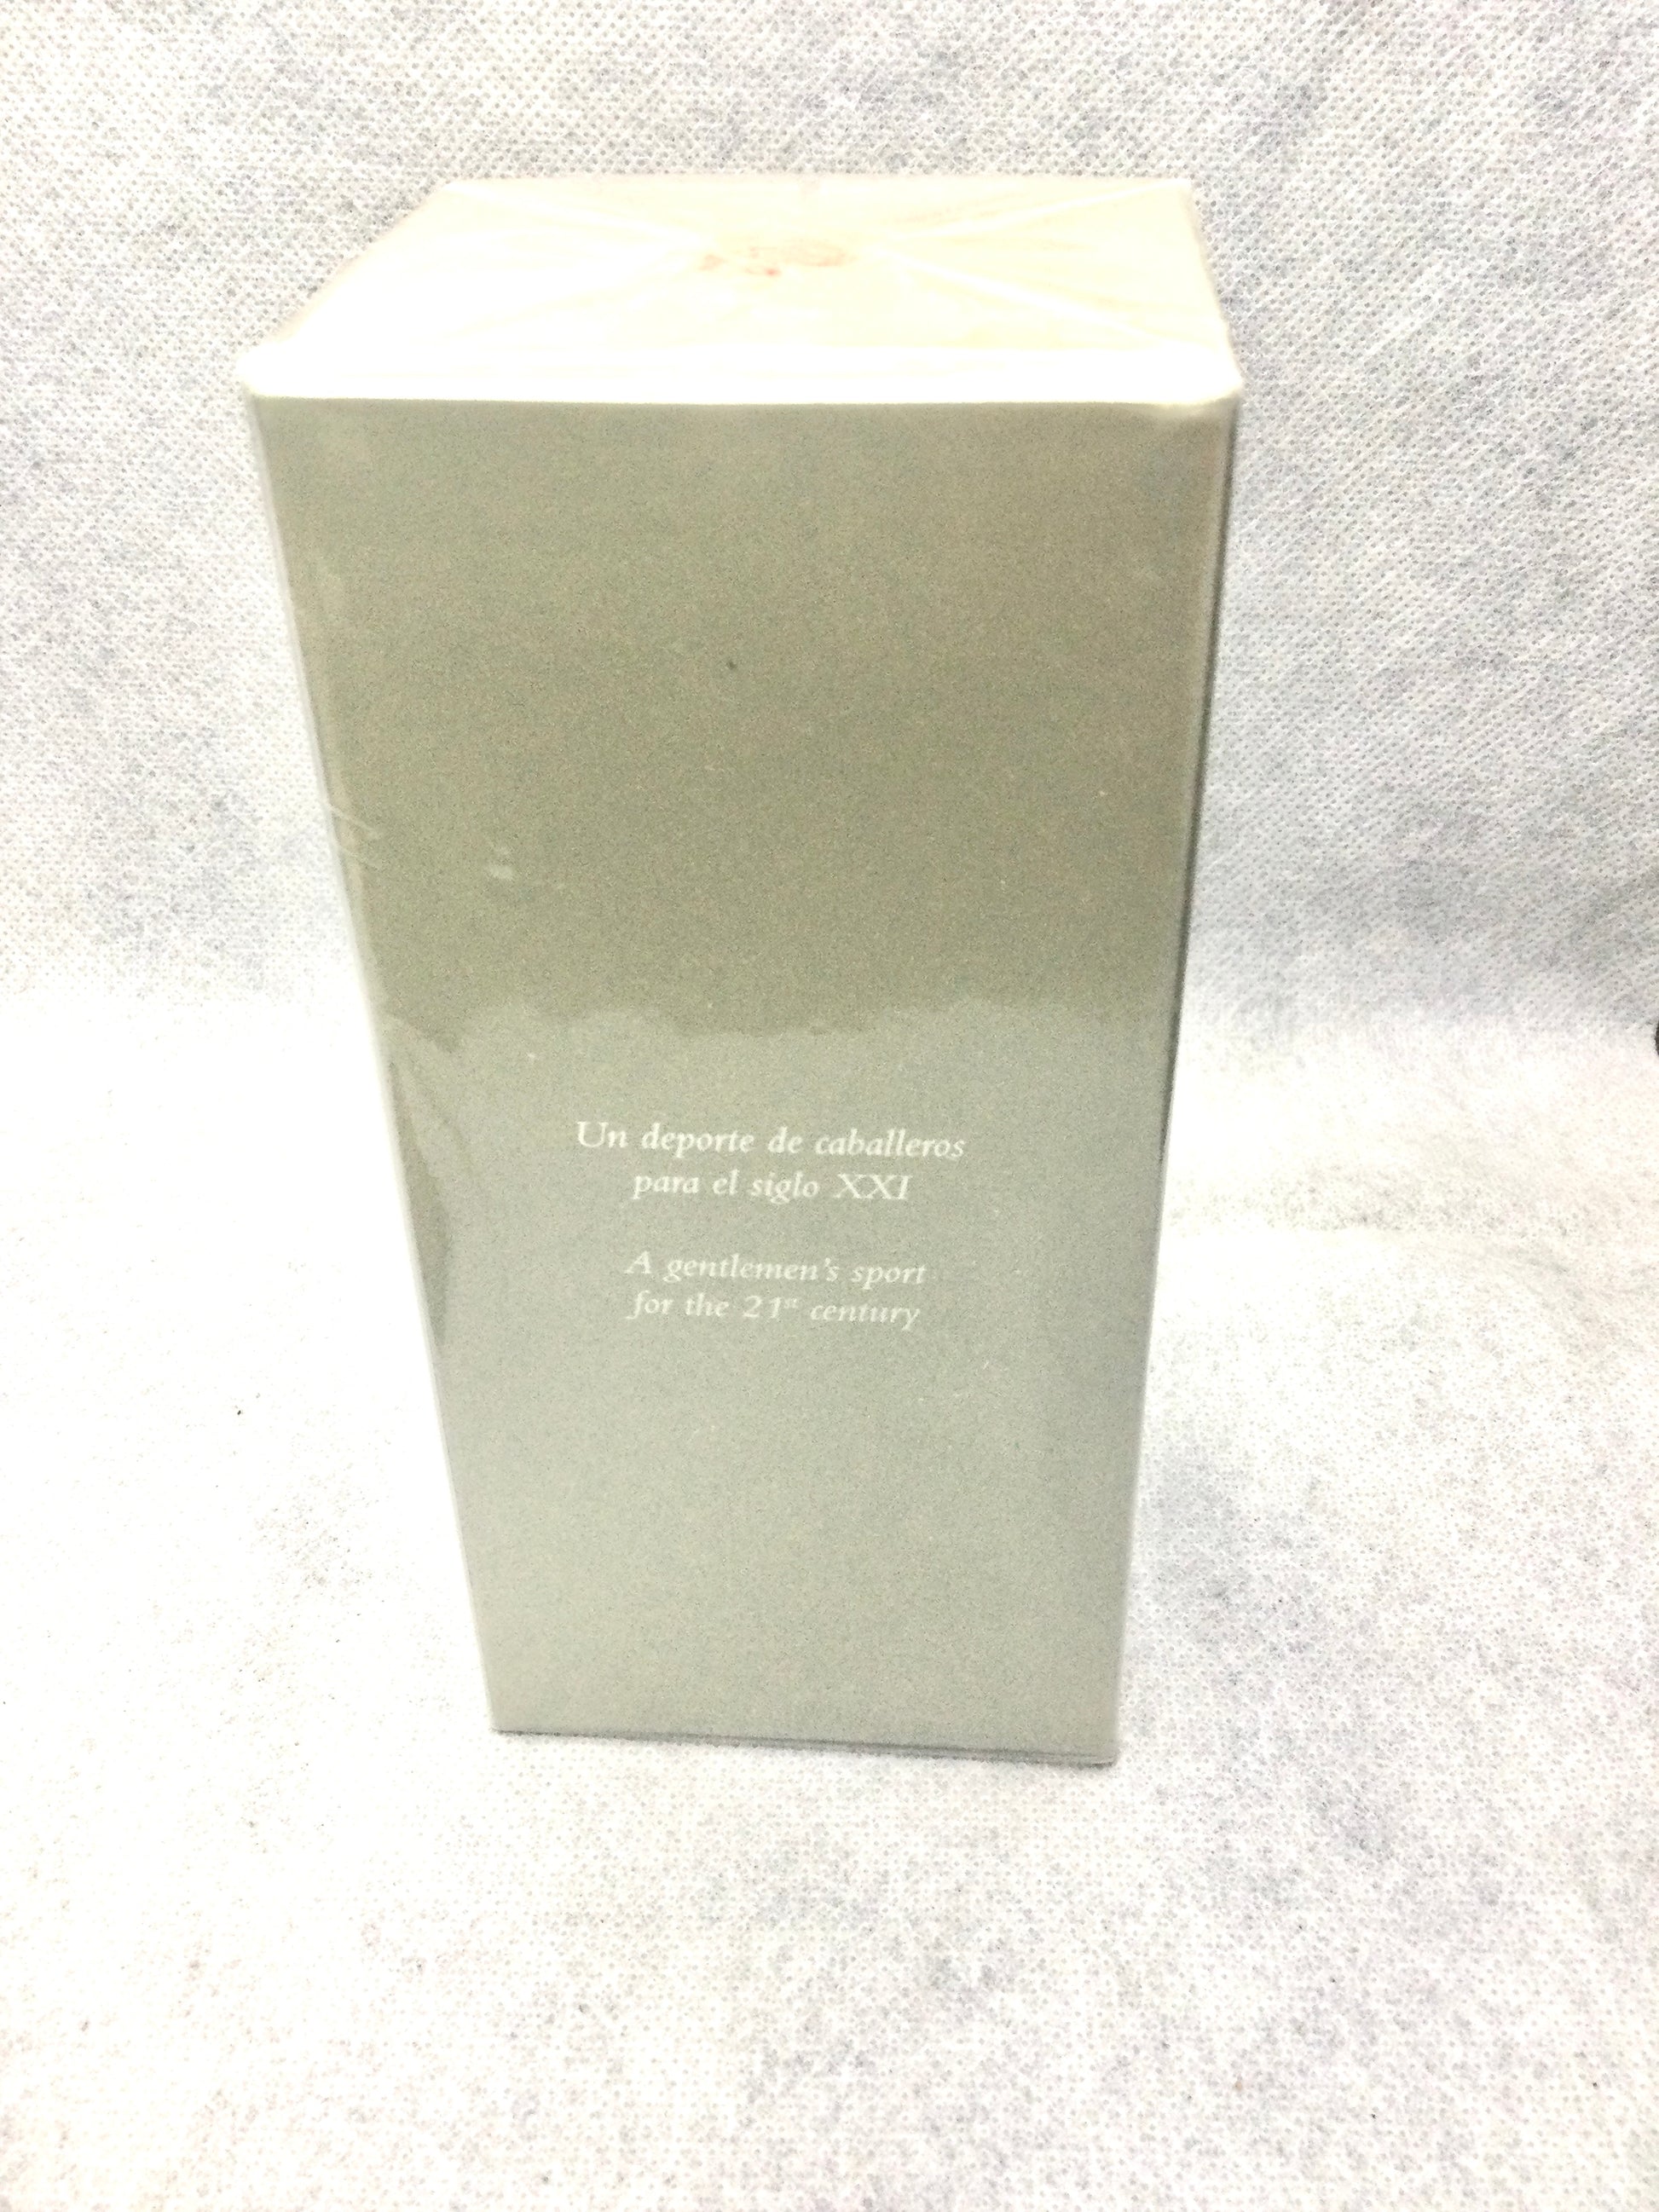 Un deporte de caballeros
para el siglo XXI
A gentlemen's sport
for the 21st century